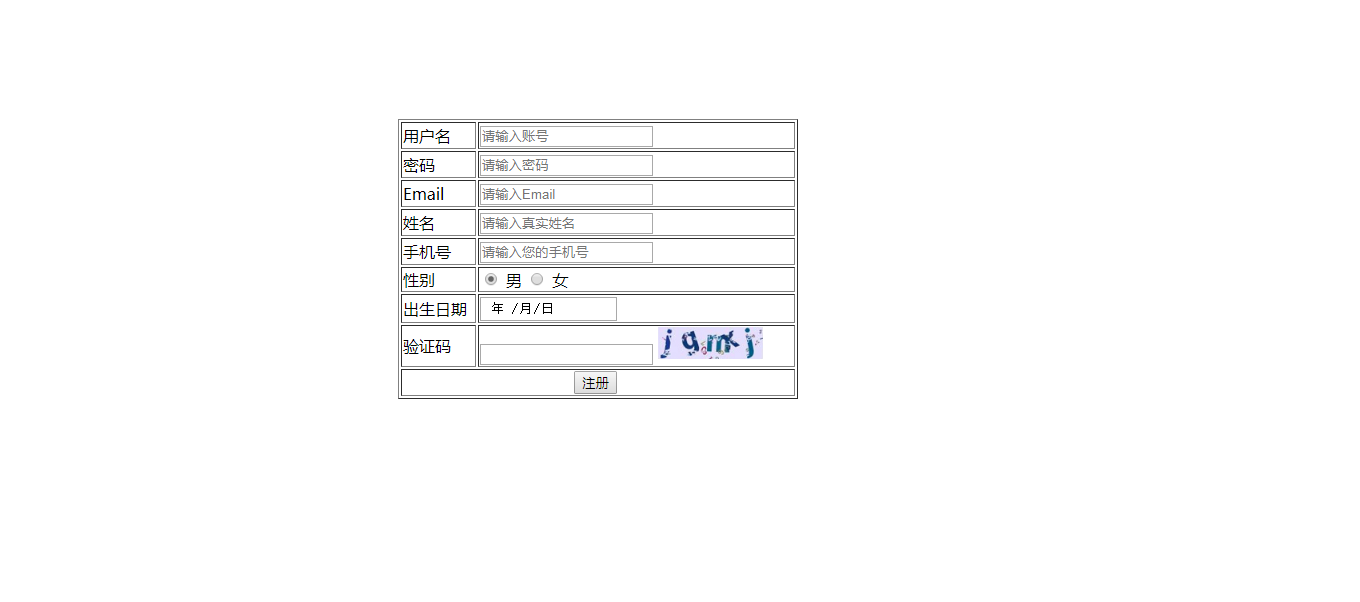 用户名 请输入账号
密码 请输入密码
Email 请输入Email
姓名 请输入真实姓名
手机号 请输入您的手机号
性别 男 女
出生日期 年 /月/日
验证码
注册